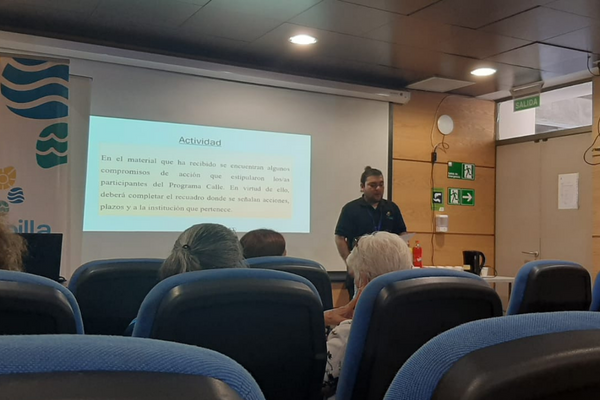 SALIDA
Actividad
En el material que ha recibido se encuentran algunos
compromisos de acción que estipularon los/as
participantes del Programa Calle. En virtud de ello,
deberá completar el recuadro donde se señalan acciones,
plazos y a la institución que pertenece.
pilla